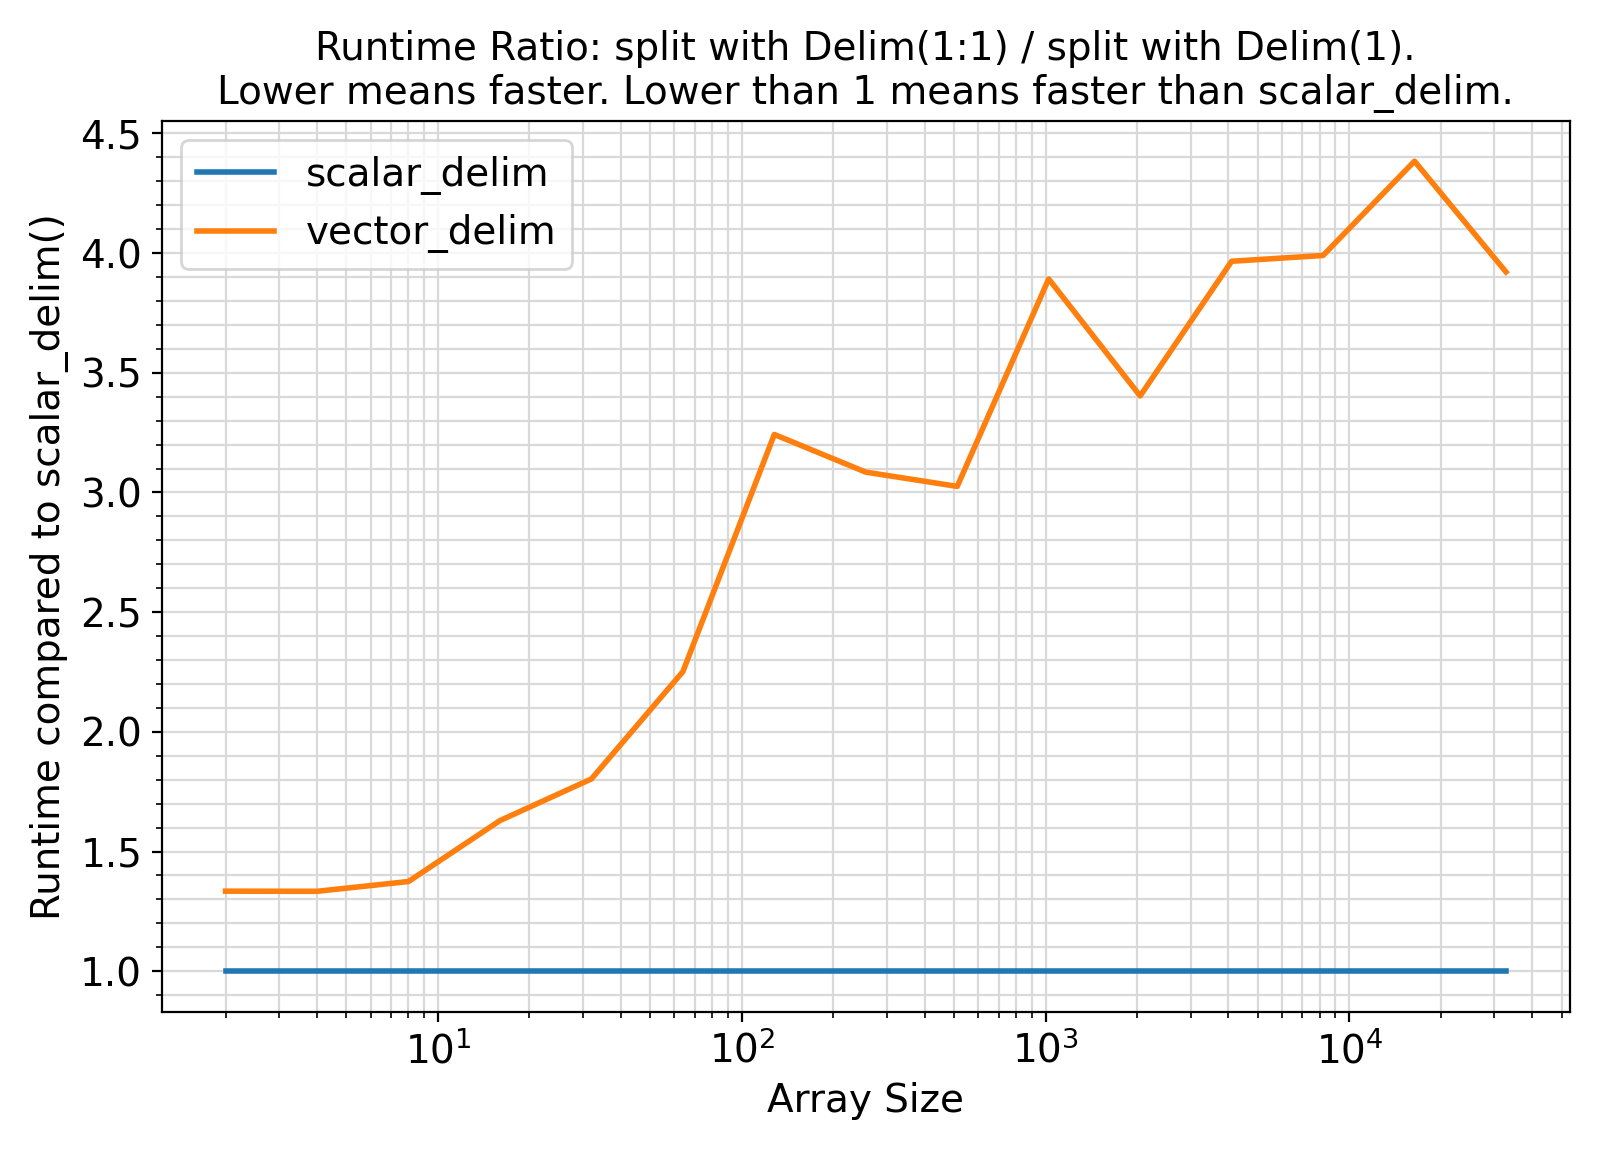 Runtime Ratio: split with Delim(1:1) / split with Delim(1).
Lower means faster. Lower than 1 means faster than scalar_delim.
scalar_delim
vector_delim
Runtime compared to scalar_delim()
4.5
4.0
3.5
3.0
2.5
2.0
1.5
1.0
10¹ 10² 10³ 10⁴
Array Size